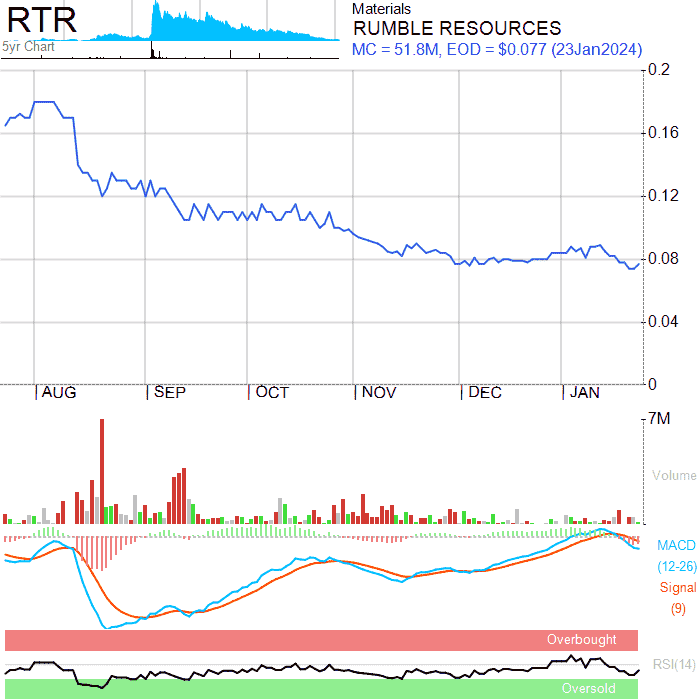 RTR
5yr Chart
Materials
RUMBLE RESOURCES
MC = 51.8M, EOD = $0.077 (23Jan2024)
0.2
0.16
0.12
0.08
0.04
0
AUG SEP OCT NOV DEC JAN
7M
Volume
MACD
(12-26)
Signal
(9)
Overbought
RSI(14)
Oversold